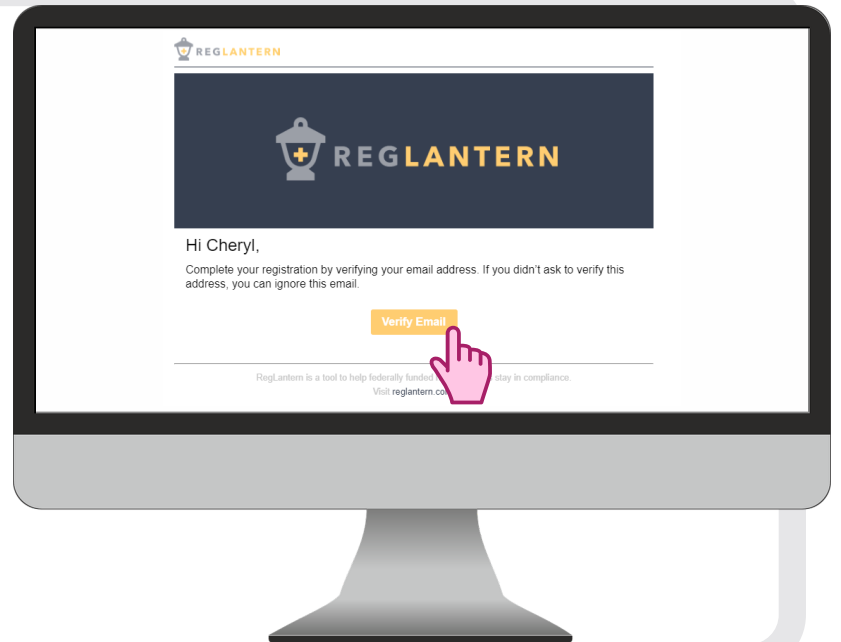 REGLANTERN
REGLANTERN
Hi Cheryl,
Complete your registration by verifying your email address. If you didn't ask to verify this
address, you can ignore this email.
Verify Email
RegLantern is a tool to help federally funded stay in compliance.
Visit reglantern.co